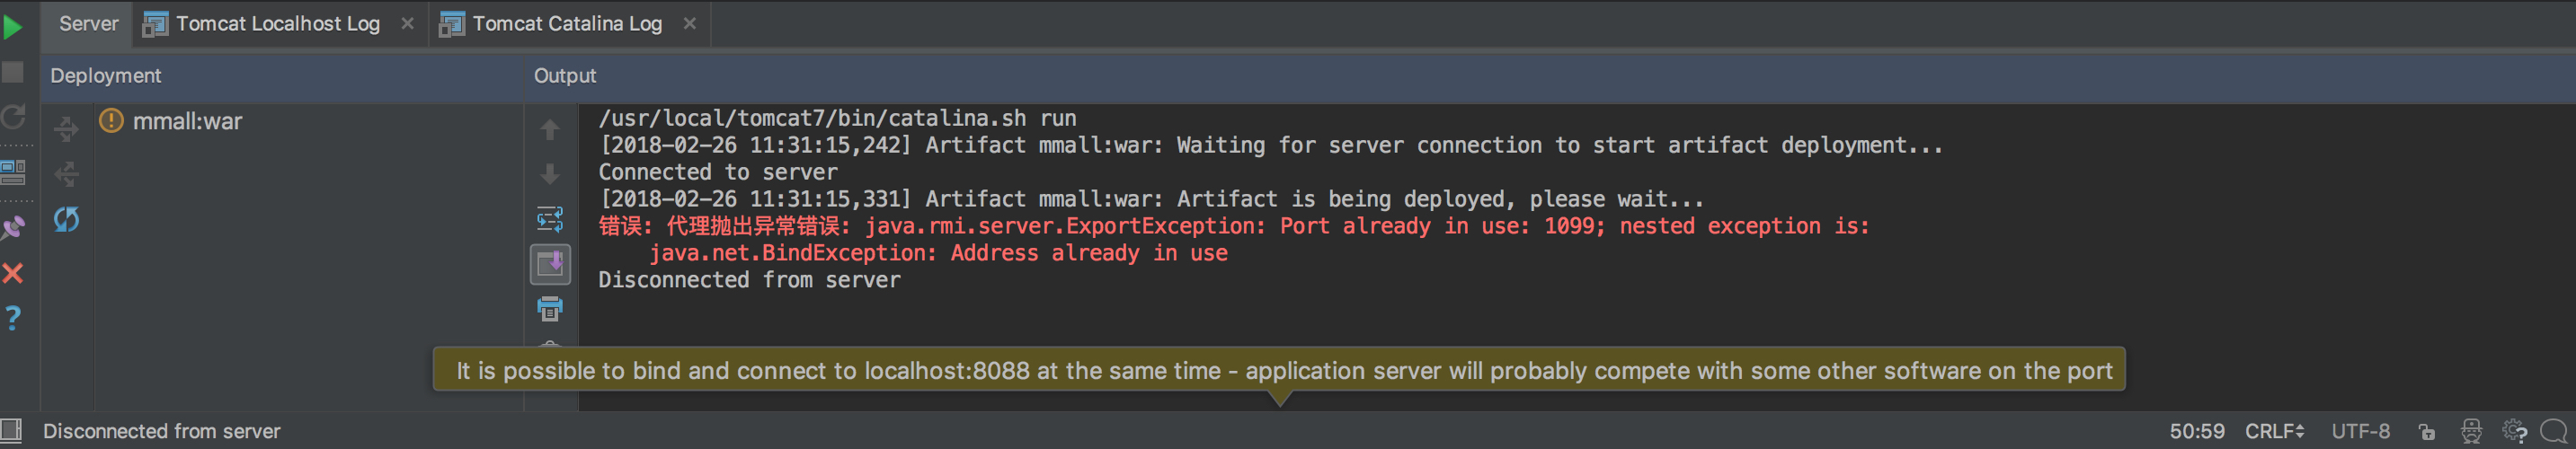 Server
Tomcat Localhost Log
Tomcat Catalina Log
Deployment
Output
mmall:war
/usr/local/tomcat7/bin/catalina.sh run
[2018-02-26 11:31:15,242] Artifact mmall:war: Waiting for server connection to start artifact deployment...
Connected to server
[2018-02-26 11:31:15,331] Artifact mmall:war: Artifact is being deployed, please wait...
错误: 代理抛出异常错误: java.rmi.server.ExportException: Port already in use: 1099; nested exception is:
java.net.BindException: Address already in use
Disconnected from server
It is possible to bind and connect to localhost:8088 at the same time - application server will probably compete with some other software on the port
Disconnected from server
50:59 CRLF UTF-8